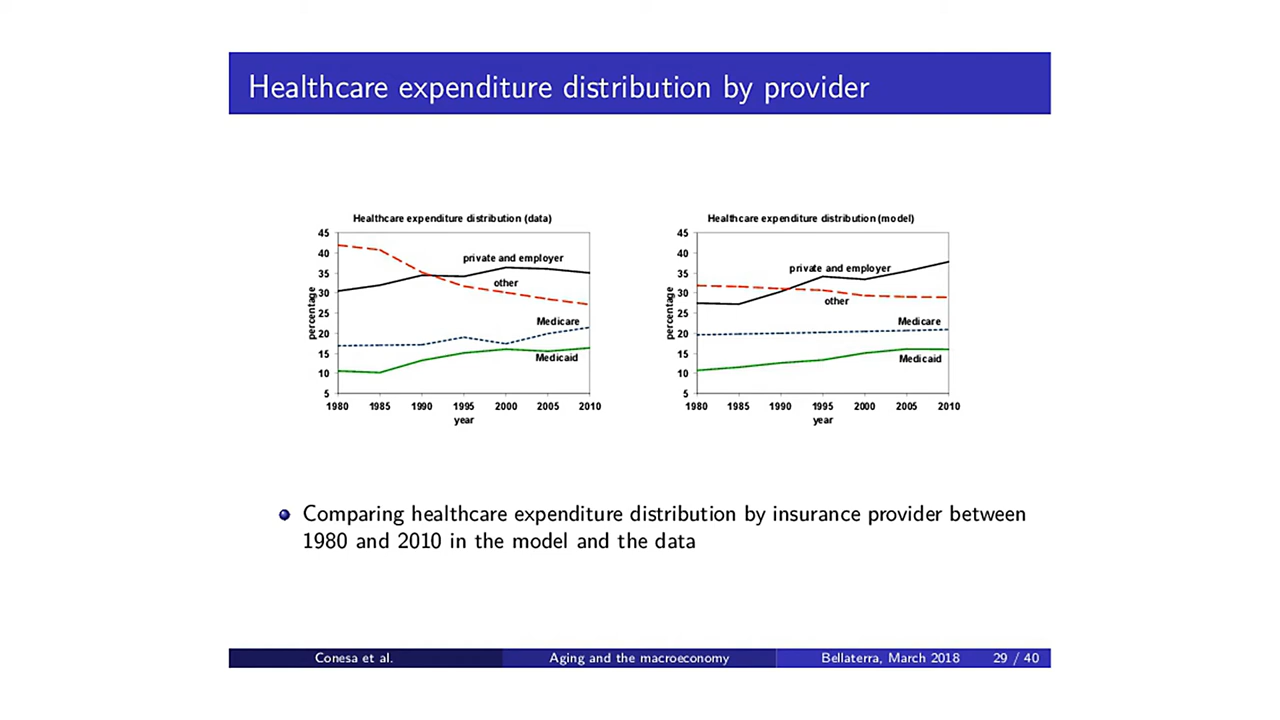 Healthcare expenditure distribution by provider
Healthcare expenditure distribution (data)
45
40
35
30
25
20
15
10
5
percentage
private and employer
other
Medicare
Medicaid
1980 1985 1990 1995 2000 2005 2010
year
Healthcare expenditure distribution (model)
45
40
35
30
25
20
15
10
5
percentage
private and employer
other
Medicare
Medicaid
1980 1985 1990 1995 2000 2005 2010
year
Comparing healthcare expenditure distribution by insurance provider between
1980 and 2010 in the model and the data
Conesa et al. Aging and the macroeconomy Bellaterra, March 2018 29 / 40